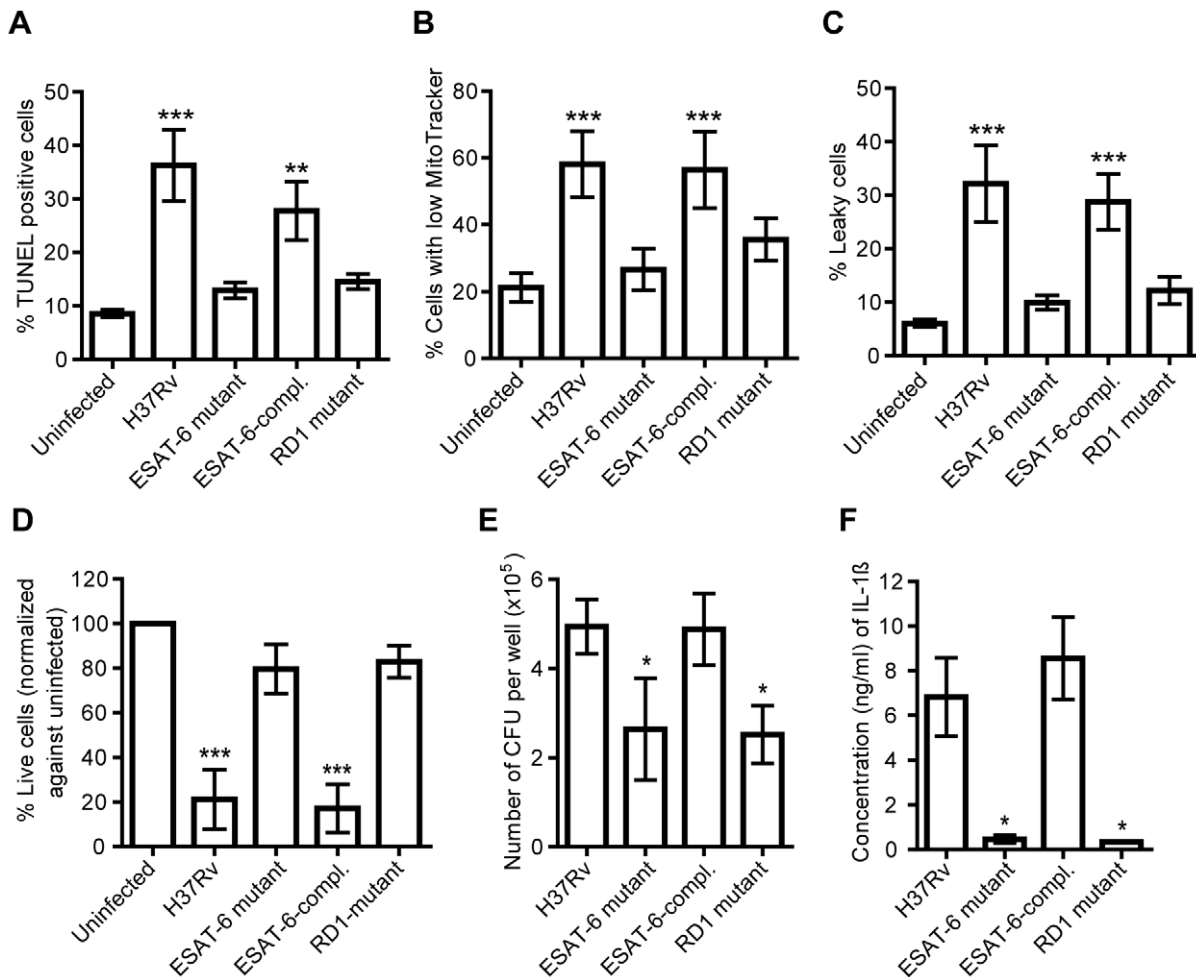 A
% TUNEL positive cells
50
40
30
20
10
0
***
**
Uninfected
H37Rv
ESAT-6 mutant
ESAT-6-compl.
RD1 mutant
B
% Cells with low MitoTracker
80
60
40
20
0
***
***
Uninfected
H37Rv
ESAT-6 mutant
ESAT-6-compl.
RD1 mutant
C
% Leaky cells
50
40
30
20
10
0
***
***
Uninfected
H37Rv
ESAT-6 mutant
ESAT-6-compl.
RD1 mutant
D
% Live cells (normalized
against uninfected)
120
100
80
60
40
20
0
***
***
Uninfected
H37Rv
ESAT-6 mutant
ESAT-6-compl.
RD1-mutant
E
Number of CFU per well (x10⁵)
6
4
2
0
*
*
H37Rv
ESAT-6 mutant
ESAT-6-compl.
RD1 mutant
F
Concentration (ng/ml) of IL-1ß
12
10
8
6
4
2
0
*
*
H37Rv
ESAT-6 mutant
ESAT-6-compl.
RD1 mutant